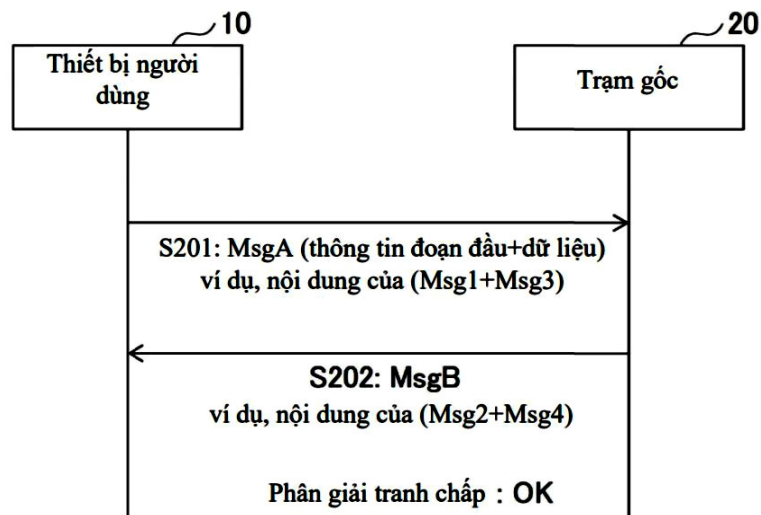 10
20
Thiết bị người
dùng
Trạm gốc
S201: MsgA (thông tin đoạn đầu+dữ liệu)
ví dụ, nội dung của (Msg1+Msg3)
S202: MsgB
ví dụ, nội dung của (Msg2+Msg4)
Phân giải tranh chấp : OK